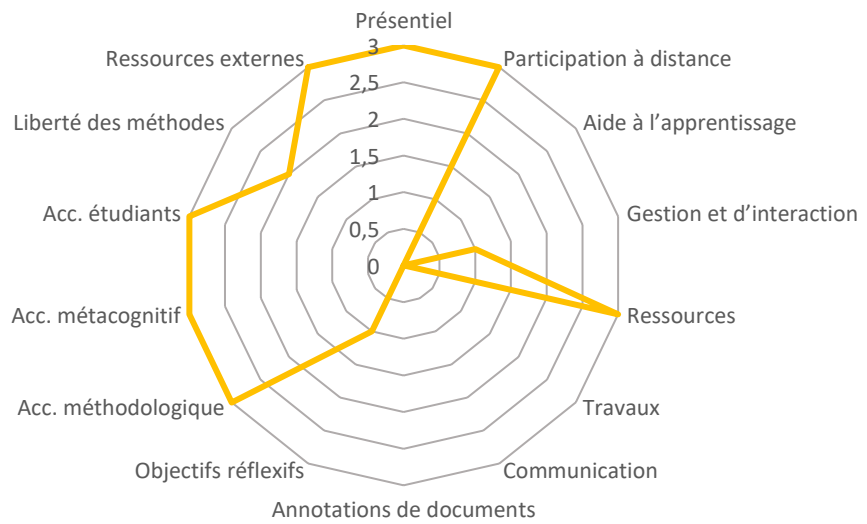 Présentiel
Participation à distance
Aide à l’apprentissage
Gestion et d’interaction
Ressources
Travaux
Communication
Annotations de documents
Objectifs réflexifs
Acc. méthodologique
Acc. métacognitif
Acc. étudiants
Liberté des méthodes
Ressources externes
3
2,5
2
1,5
1
0,5
0